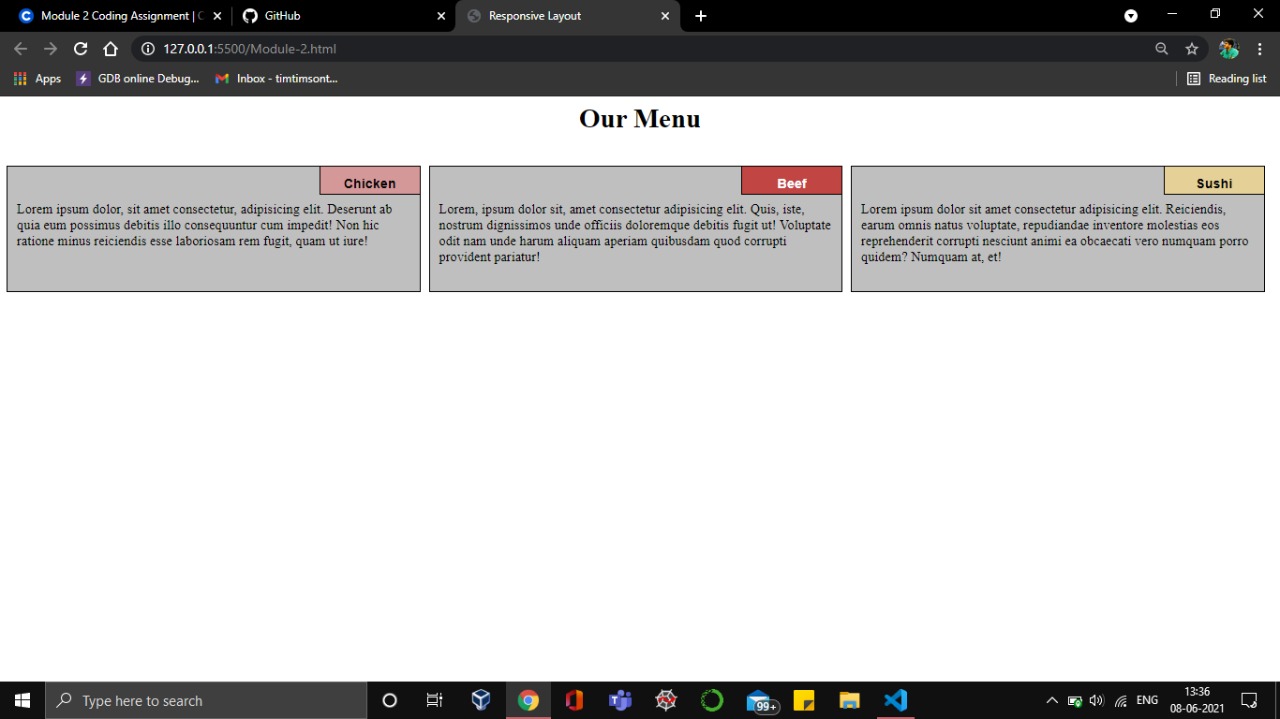 Module 2 Coding Assignment | C
GitHub
Responsive Layout
127.0.0.1:5500/Module-2.html
Apps
GDB online Debug...
Inbox - timtimsont...
Reading list
Our Menu
Chicken
Lorem ipsum dolor, sit amet consectetur, adipisicing elit. Deserunt ab
quia eum possimus debitis illo consequuntur cum impedit! Non hic
ratione minus reiciendis esse laboriosam rem fugit, quam ut iure!
Beef
Lorem, ipsum dolor sit, amet consectetur adipisicing elit. Quis, iste,
nostrum dignissimos unde officiis doloremque debitis fugit ut! Voluptate
odit nam unde harum aliquam aperiam quibusdam quod corrupti
provident pariatur!
Sushi
Lorem ipsum dolor sit amet consectetur adipisicing elit. Reiciendis,
earum omnis natus voluptate, repudiandae inventore molestias eos
reprehenderit corrupti nesciunt animi ea obcaecati vero numquam porro
quidem? Numquam at, et!
Type here to search
99+
ENG
13:36
08-06-2021